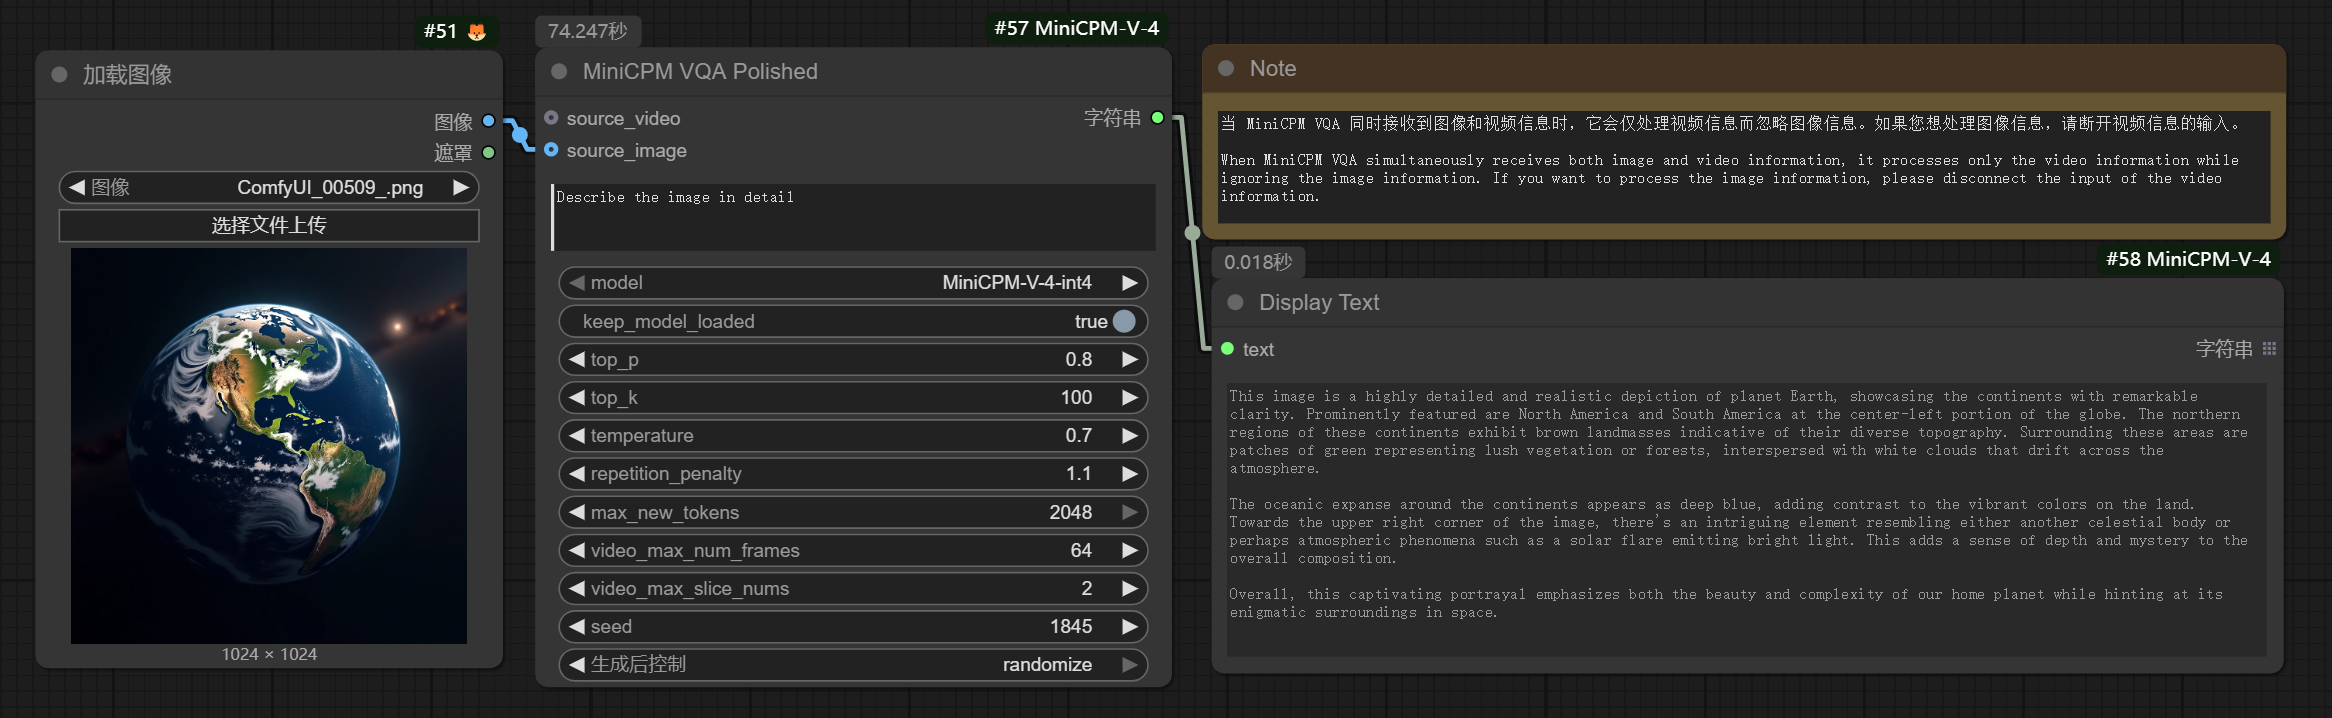 #51
加载图像
图像
遮罩
图像 ComfyUI_00509_.png
选择文件上传
1024 × 1024
74.247秒
#57 MiniCPM-V-4
MiniCPM VQA Polished
source_video
字符串
source_image
Describe the image in detail
model MiniCPM-V-4-int4
keep_model_loaded true
top_p 0.8
top_k 100
temperature 0.7
repetition_penalty 1.1
max_new_tokens 2048
video_max_num_frames 64
video_max_slice_nums 2
seed 1845
生成后控制 randomize
Note
当 MiniCPM VQA 同时接收到图像和视频信息时，它会仅处理视频信息而忽略图像信息。如果您想处理图像信息，请断开视频信息的输入。
When MiniCPM VQA simultaneously receives both image and video information, it processes only the video information while
ignoring the image information. If you want to process the image information, please disconnect the input of the video
information.
0.018秒
#58 MiniCPM-V-4
Display Text
text
字符串
This image is a highly detailed and realistic depiction of planet Earth, showcasing the continents with remarkable
clarity. Prominently featured are North America and South America at the center-left portion of the globe. The northern
regions of these continents exhibit brown landmasses indicative of their diverse topography. Surrounding these areas are
patches of green representing lush vegetation or forests, interspersed with white clouds that drift across the
atmosphere.
The oceanic expanse around the continents appears as deep blue, adding contrast to the vibrant colors on the land.
Towards the upper right corner of the image, there's an intriguing element resembling either another celestial body or
perhaps atmospheric phenomena such as a solar flare emitting bright light. This adds a sense of depth and mystery to the
overall composition.
Overall, this captivating portrayal emphasizes both the beauty and complexity of our home planet while hinting at its
enigmatic surroundings in space.